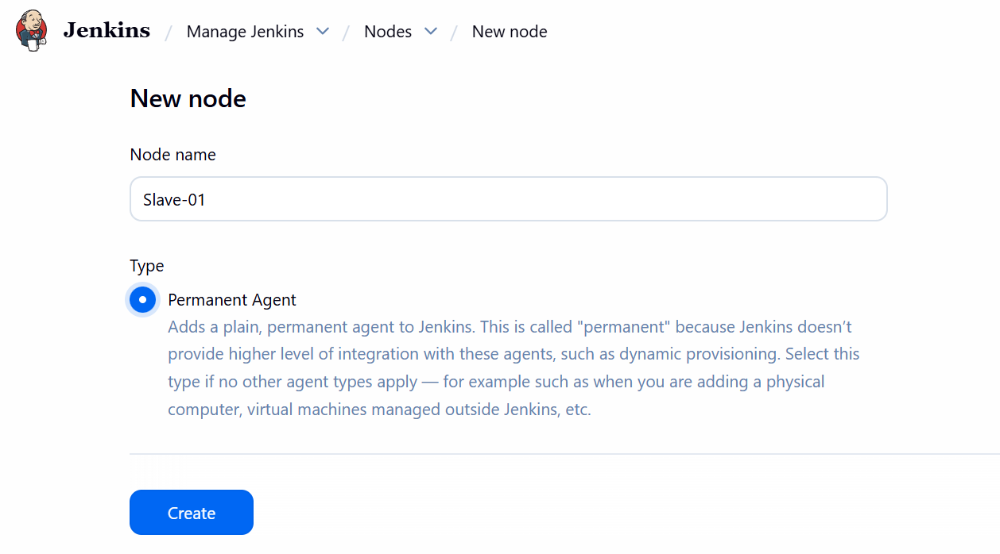 Jenkins / Manage Jenkins / Nodes / New node
New node
Node name
Slave-01
Type
Permanent Agent
Adds a plain, permanent agent to Jenkins. This is called "permanent" because Jenkins doesn’t
provide higher level of integration with these agents, such as dynamic provisioning. Select this
type if no other agent types apply — for example such as when you are adding a physical
computer, virtual machines managed outside Jenkins, etc.
Create